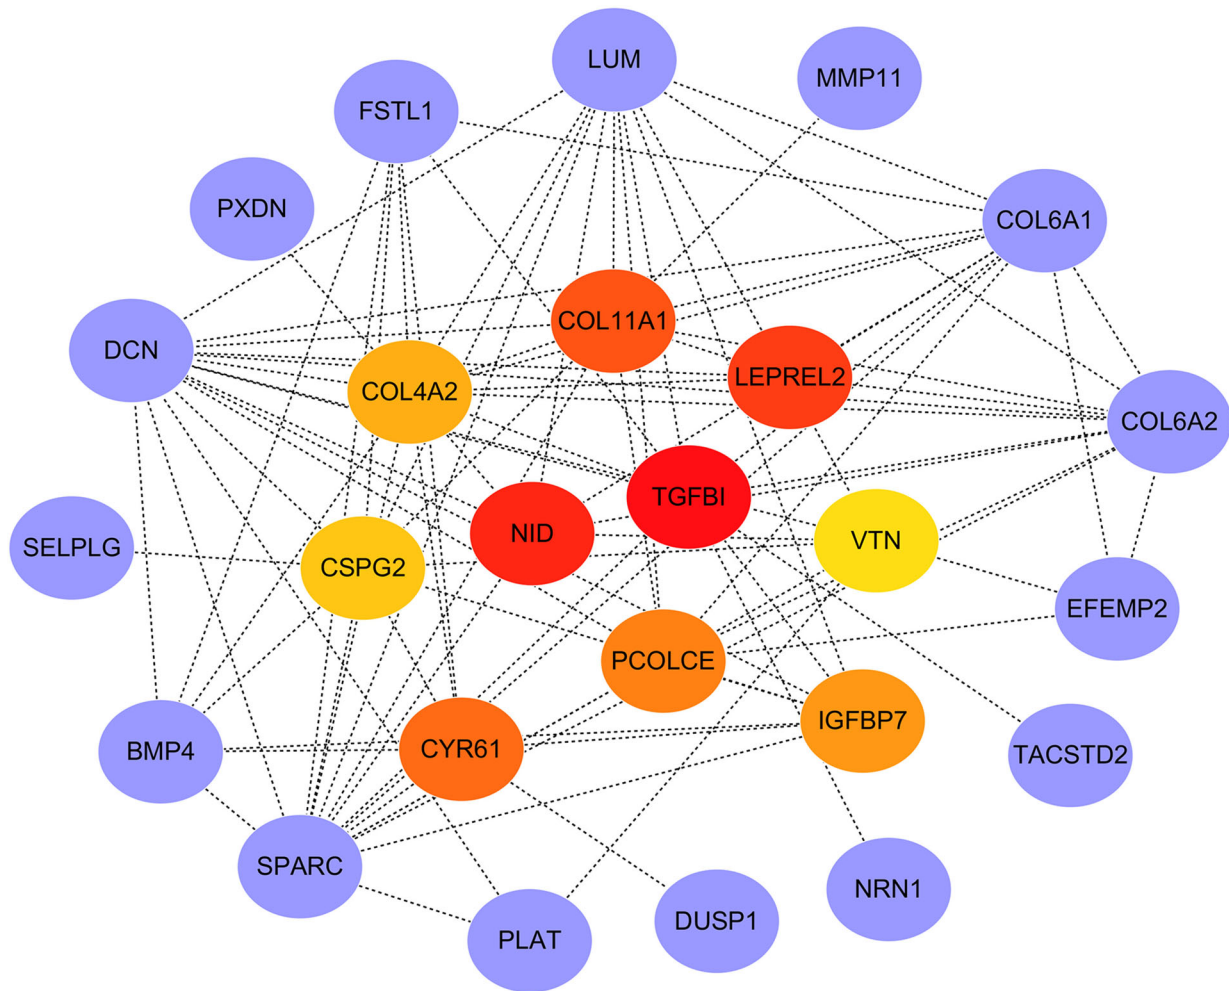 LUM
MMP11
FSTL1
PXDN
COL6A1
COL11A1
DCN
LEPREL2
COL4A2
COL6A2
TGFBI
NID
VTN
SELPLG
CSPG2
EFEMP2
PCOLCE
IGFBP7
BMP4
CYR61
TACSTD2
SPARC
NRN1
DUSP1
PLAT